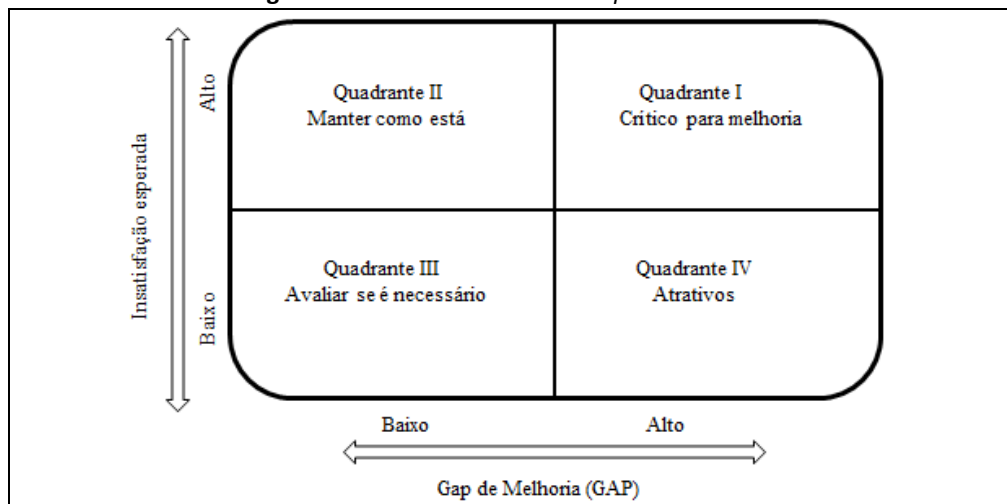 Alto
Quadrante II
Manter como está
Quadrante I
Critico para melhoria
Insatisfação esperada
Quadrante III
Avaliar se é necessário
Quadrante IV
Atrativos
Baixo
Baixo
Alto
Gap de Melhoria (GAP)